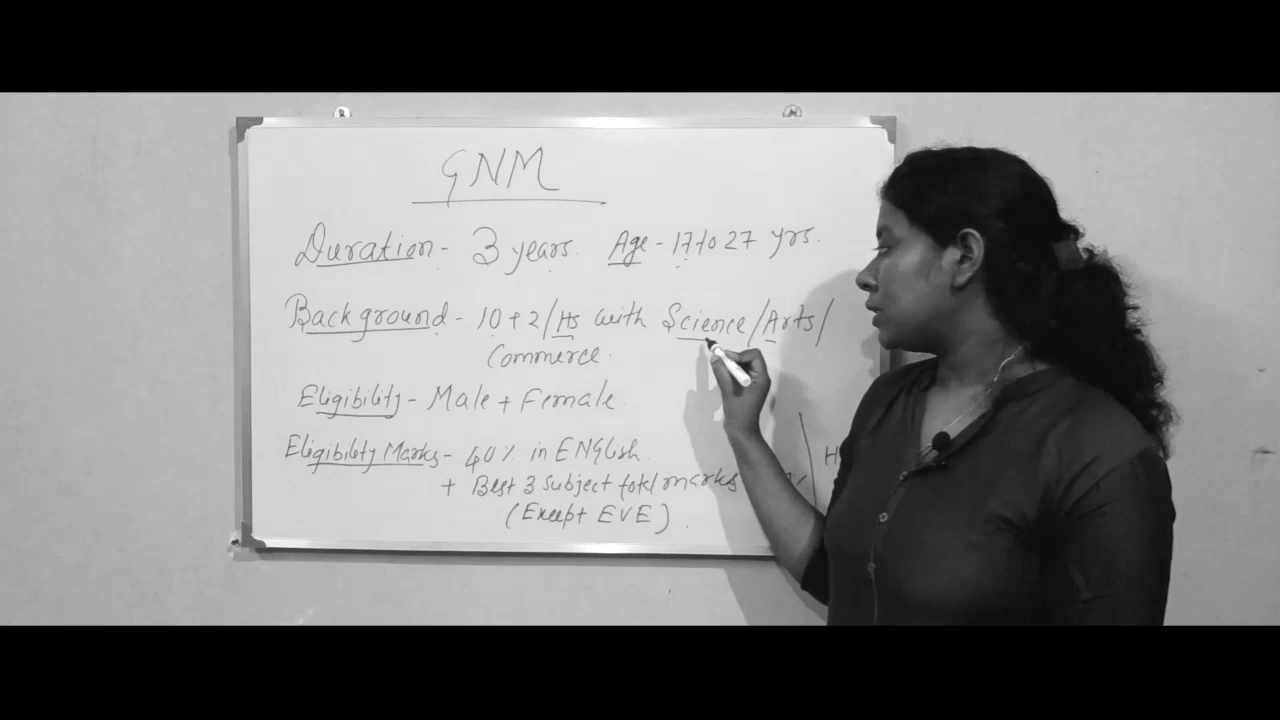 GNM
Duration - 3 years. Age - 17 to 27 yrs.
Background - 10 + 2 / Hs with Science / Arts /
Commerce.
Eligibility - Male + Female
Eligibility Marks - 40% in ENGlish
+ Best 3 Subject total marks
(Except EVE)